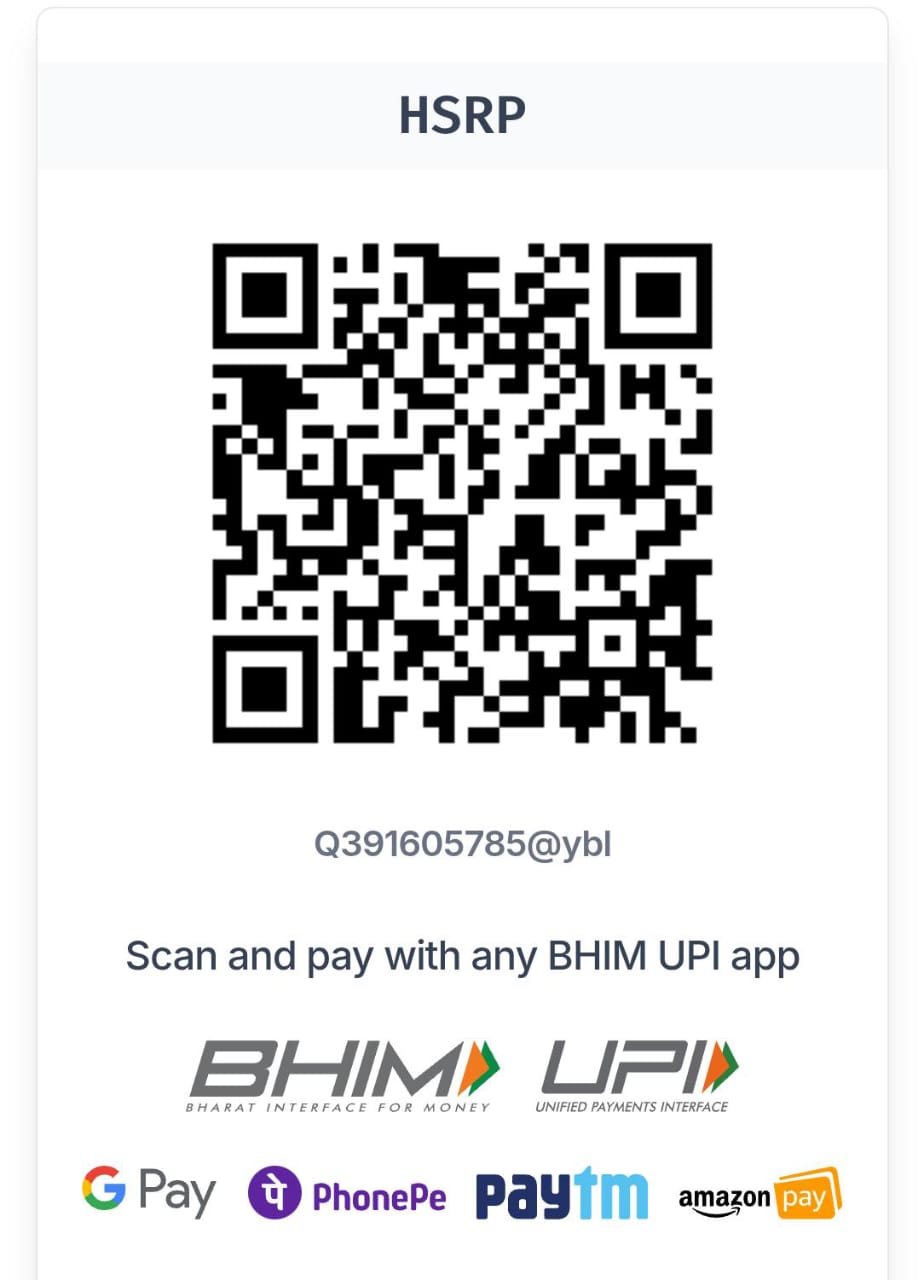 HSRP
Q391605785@ybl
Scan and pay with any BHIM UPI app
BHIM UPI
BHARAT INTERFACE FOR MONEY UNIFIED PAYMENTS INTERFACE
G Pay पे PhonePe paytm amazon pay